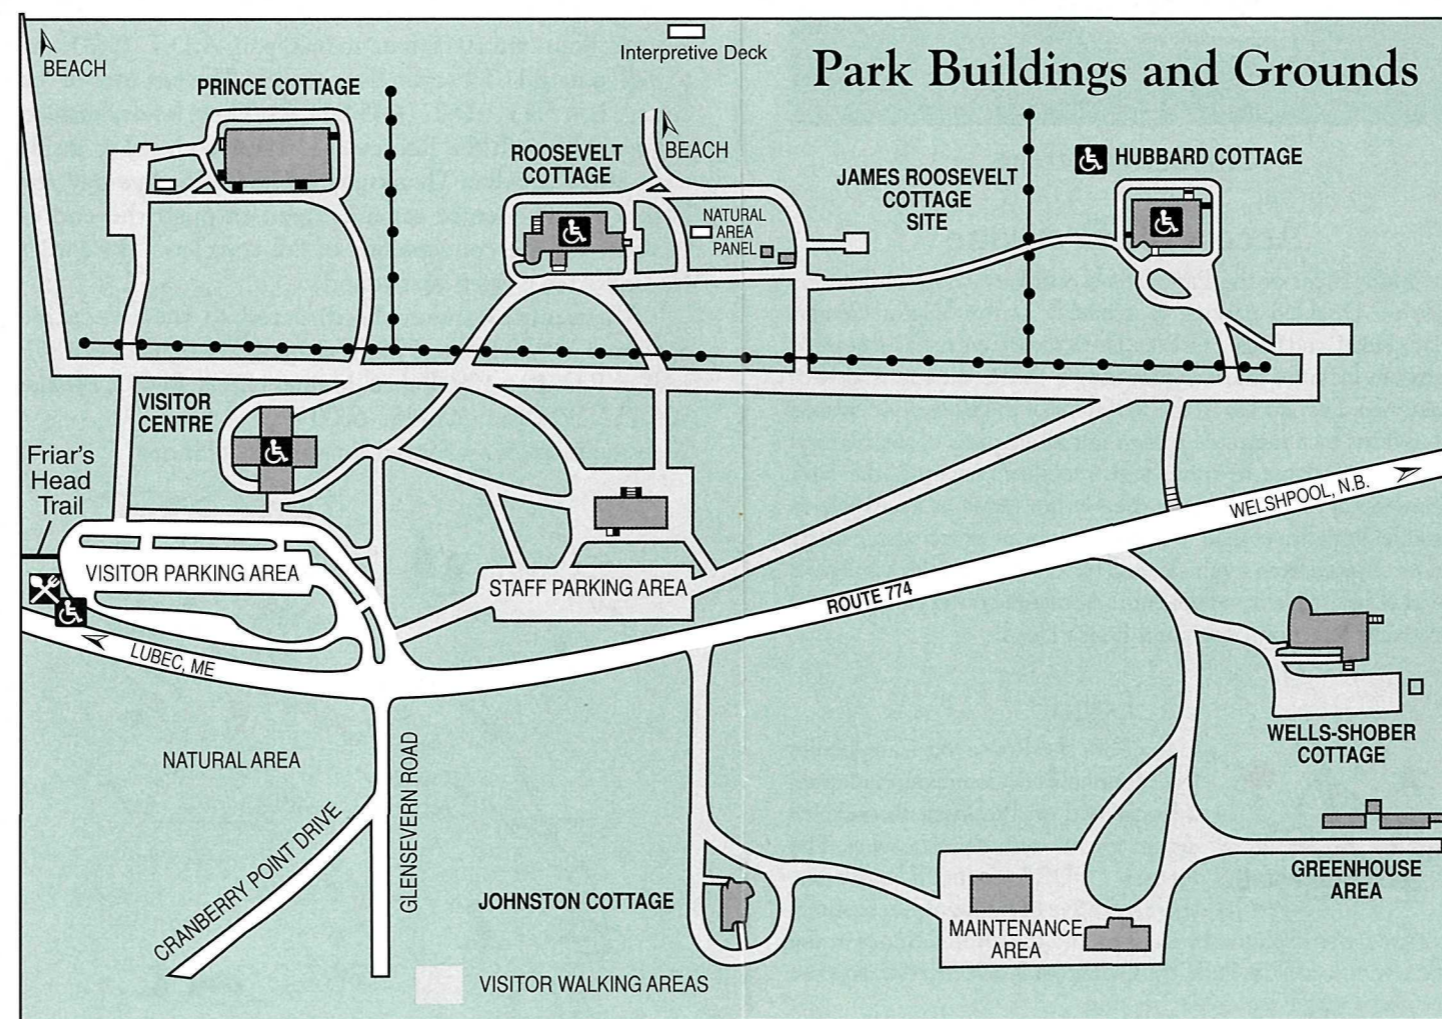 Park Buildings and Grounds
Interpretive Deck
BEACH
PRINCE COTTAGE
ROOSEVELT
COTTAGE
BEACH
JAMES ROOSEVELT
COTTAGE
SITE
HUBBARD COTTAGE
NATURAL
AREA
PANEL
VISITOR
CENTRE
Friar's
Head
Trail
VISITOR PARKING AREA
STAFF PARKING AREA
WELSHPOOL, N.B.
ROUTE 774
LUBEC, ME
NATURAL AREA
GLENSEVERN ROAD
CRANBERRY POINT DRIVE
WELLS-SHOBER
COTTAGE
GREENHOUSE
AREA
JOHNSTON COTTAGE
MAINTENANCE
AREA
VISITOR WALKING AREAS